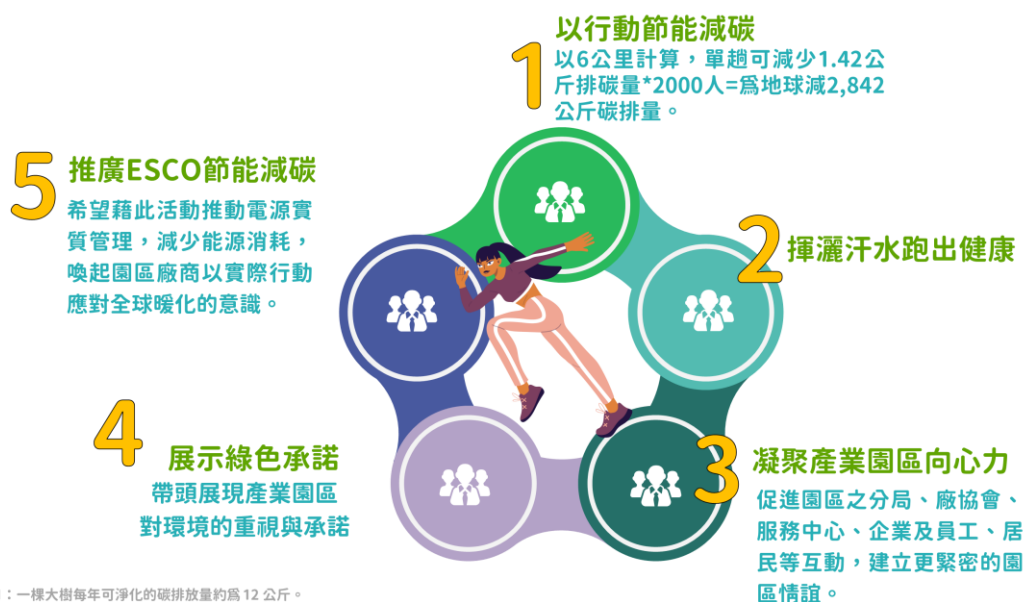 1
以行動節能減碳
以6公里計算，單趟可減少1.42公
斤排碳量*2000人=為地球減2,842
公斤碳排量。
2
揮灑汗水跑出健康
3
凝聚產業園區向心力
促進園區之分局、廠協會、
服務中心、企業及員工、居
民等互動，建立更緊密的園
區情誼。
4
展示綠色承諾
帶頭展現產業園區
對環境的重視與承諾
5
推廣ESCO節能減碳
希望藉此活動推動電源實
質管理，減少能源消耗，
喚起園區廠商以實際行動
應對全球暖化的意識。
：一棵大樹每年可淨化的碳排放量約為 12 公斤。